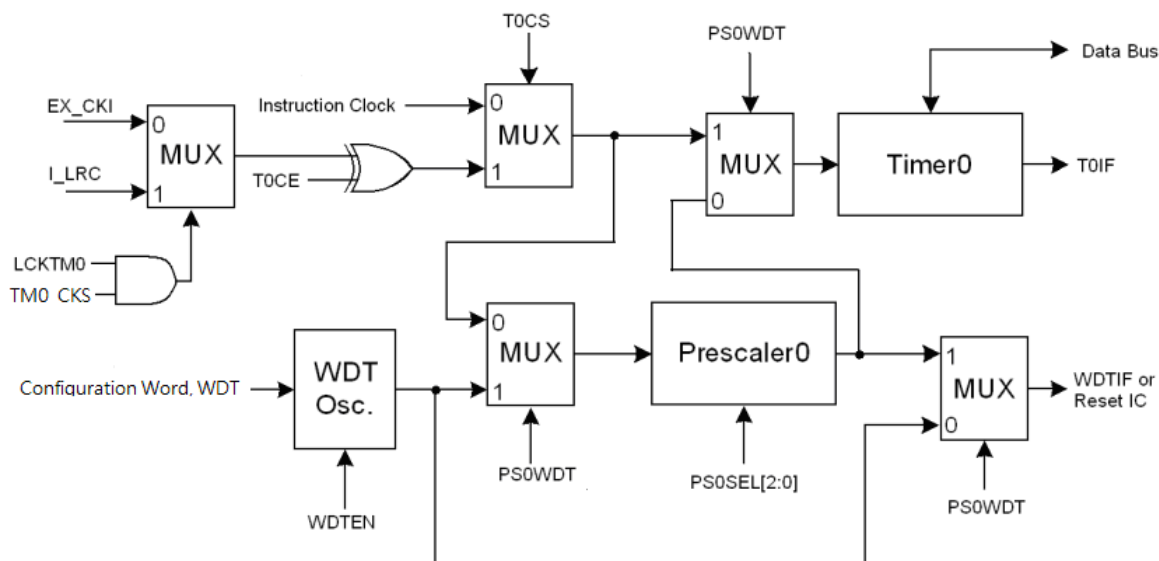 T0CS
PS0WDT
Data Bus
EX_CKI
0
MUX
I_LRC
1
Instruction Clock
0
MUX
1
T0CE
1
MUX
0
Timer0
T0IF
LCKTM0
TM0 CKS
Configuration Word, WDT
WDT
Osc.
WDTEN
0
MUX
1
PS0WDT
Prescaler0
PS0SEL[2:0]
1
MUX
0
WDTIF or
Reset IC
PS0WDT